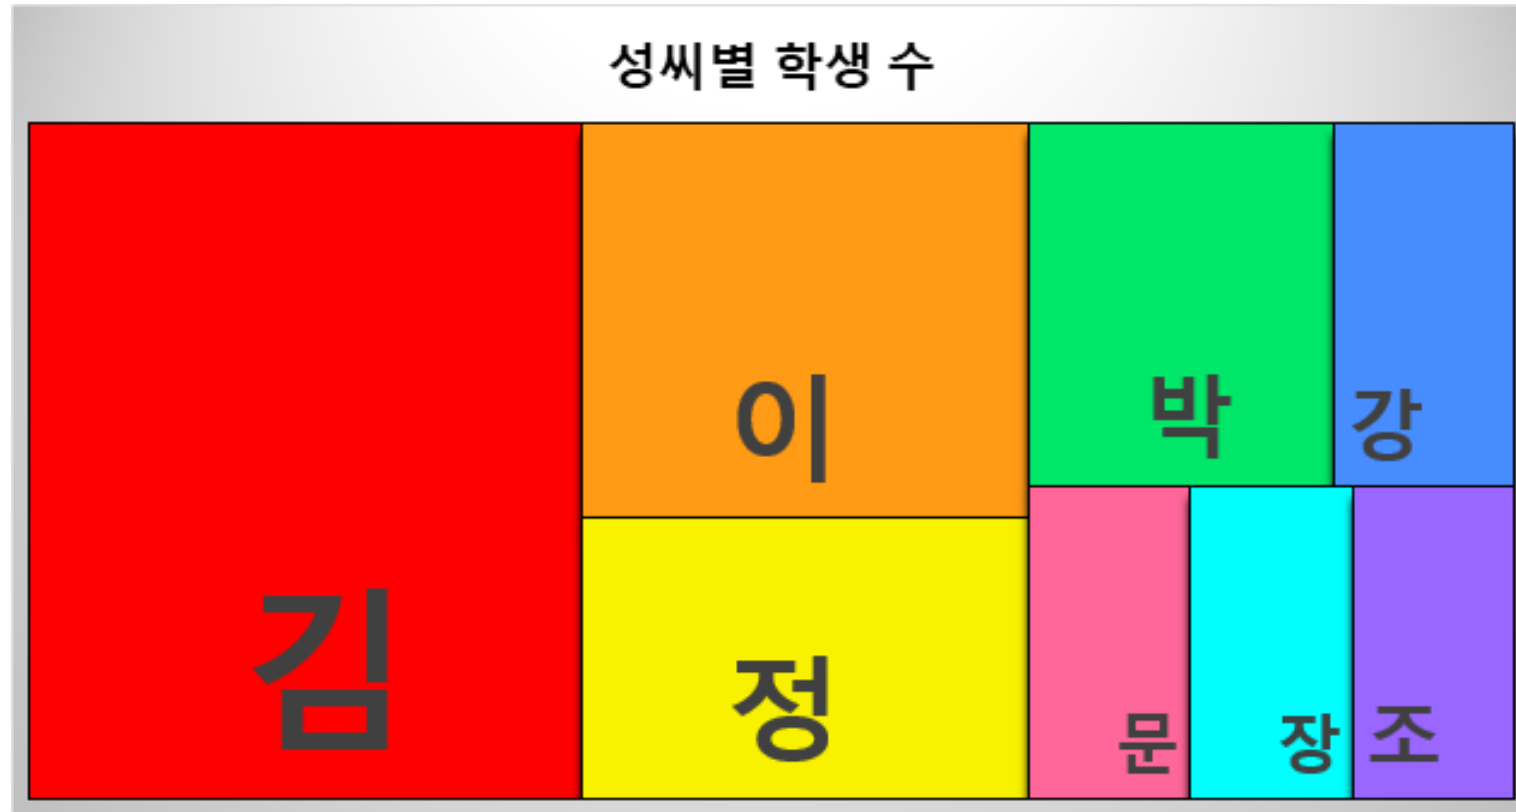 성씨별 학생 수
김
이
정
박
강
문
장
조